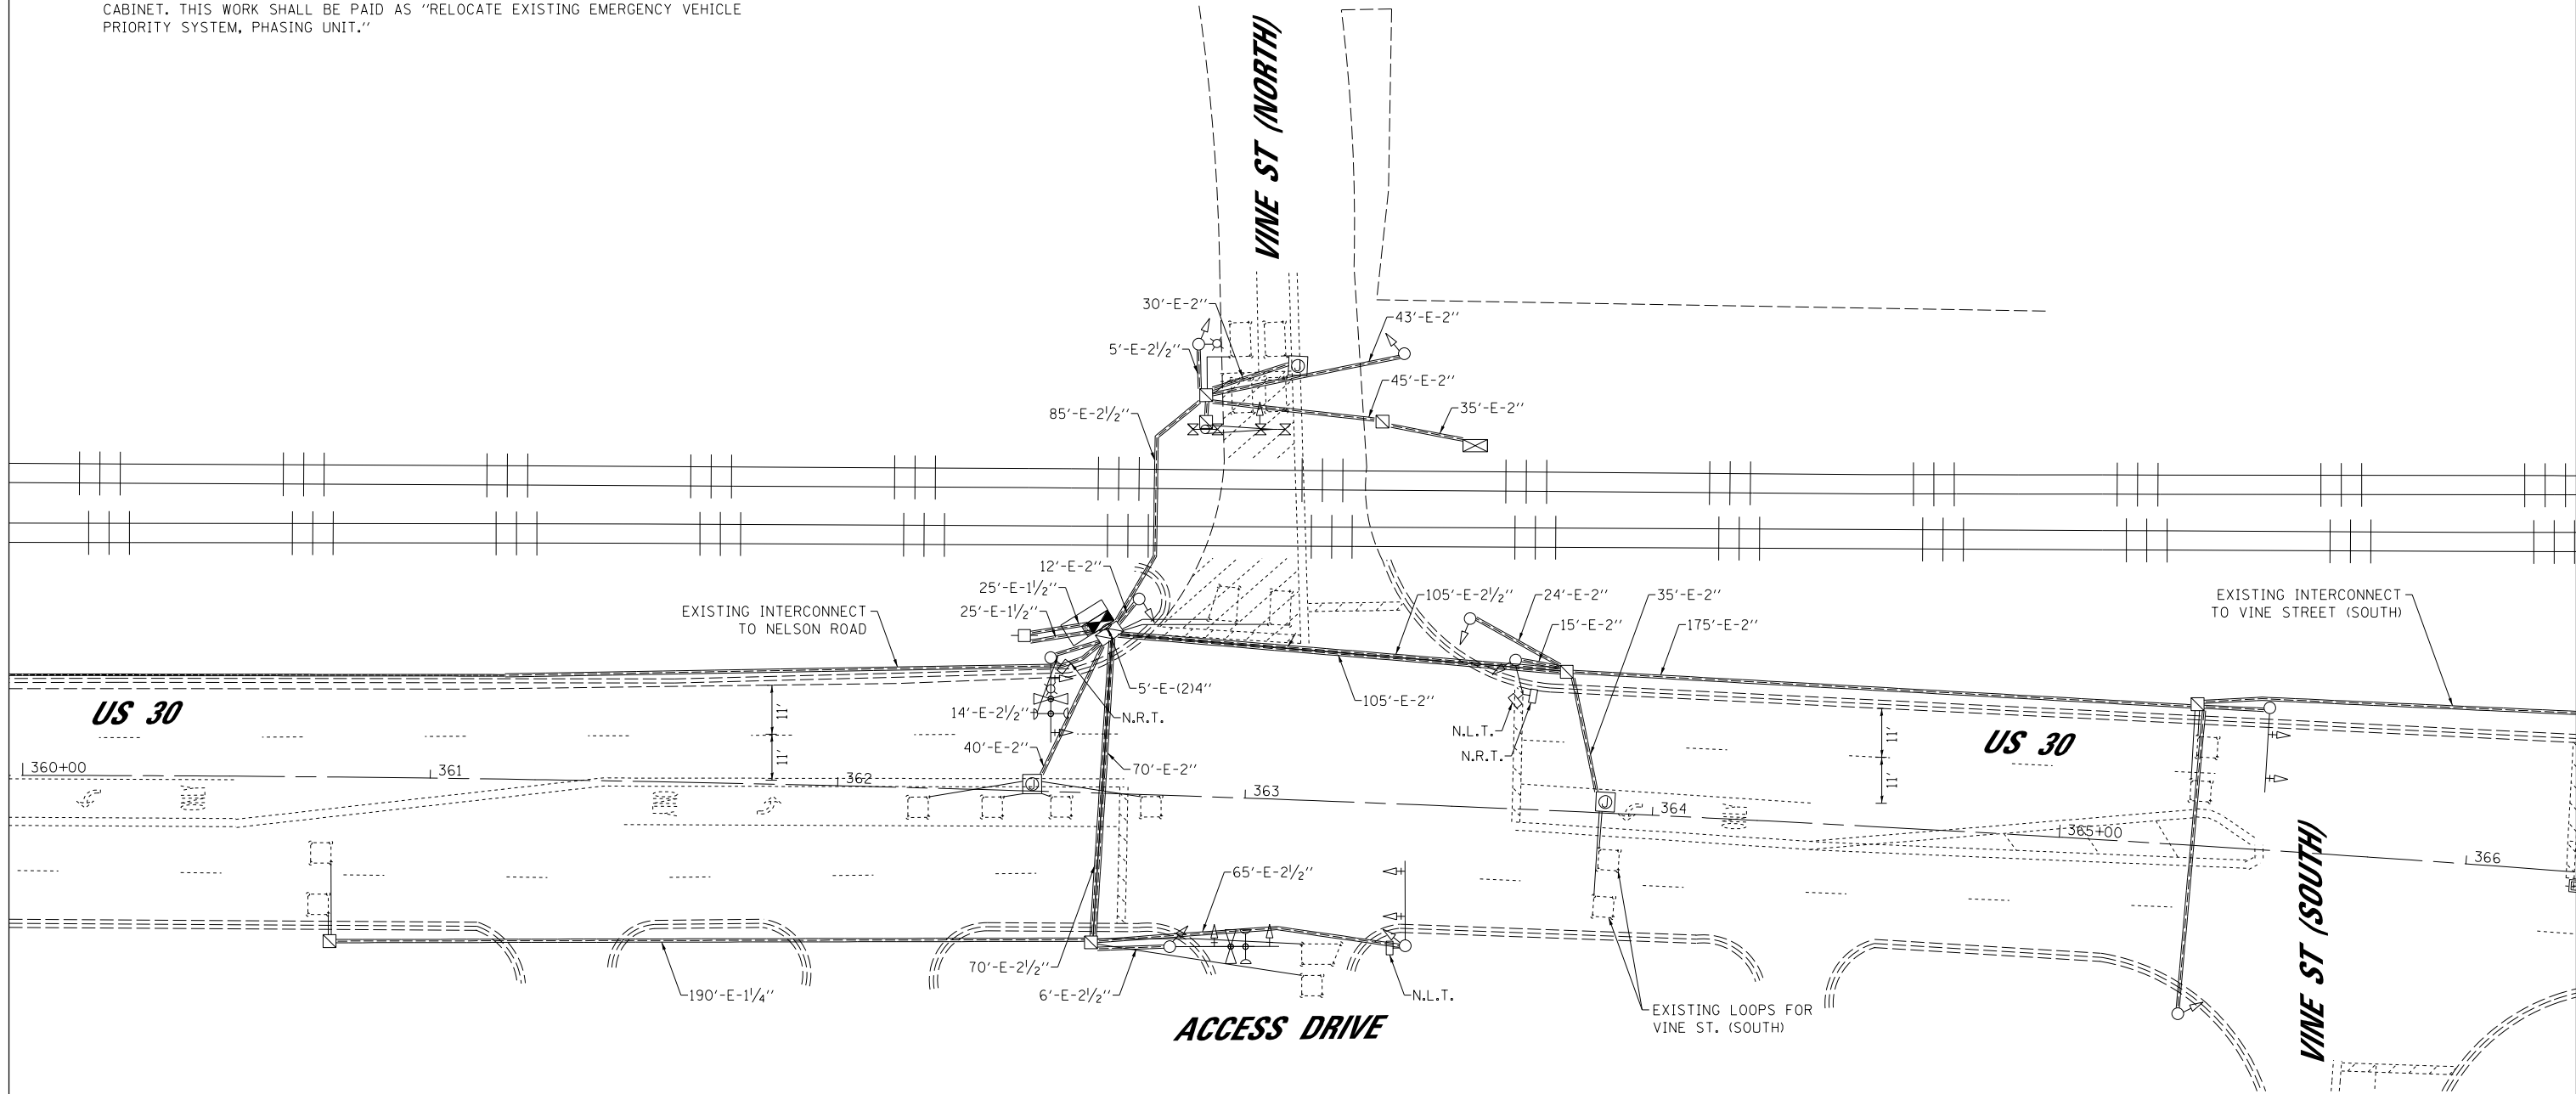 CABINET. THIS WORK SHALL BE PAID AS "RELOCATE EXISTING EMERGENCY VEHICLE
PRIORITY SYSTEM, PHASING UNIT."
VINE ST (NORTH)
30'-E-2"
43'-E-2"
5'-E-2½"
J
45'-E-2"
35'-E-2"
85'-E-2½"
12'-E-2"
25'-E-1½"
25'-E-1½"
EXISTING INTERCONNECT
TO NELSON ROAD
105'-E-2½"
24'-E-2"
35'-E-2"
15'-E-2"
175'-E-2"
EXISTING INTERCONNECT
TO VINE STREET (SOUTH)
5'-E-(2)4"
105'-E-2"
14'-E-2½"
N.R.T.
US 30
11'
11'
N.L.T.
N.R.T.
US 30
11'
11'
40'-E-2"
70'-E-2"
360+00
361
362
363
364
365+00
366
J
J
65'-E-2½"
70'-E-2½"
190'-E-1¼"
6'-E-2½"
N.L.T.
EXISTING LOOPS FOR
VINE ST. (SOUTH)
ACCESS DRIVE
VINE ST (SOUTH)